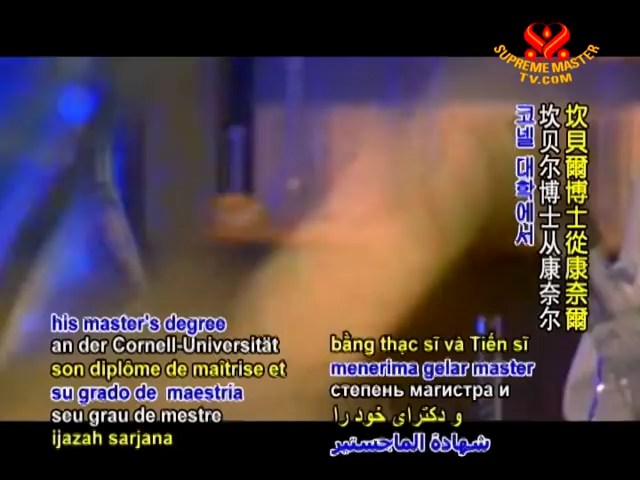 SUPREME MASTER
TV.COM
坎貝爾博士從康奈爾
坎贝尔博士从康奈尔
코넬 대학에서
his master's degree
an der Cornell-Universität
son diplôme de maîtrise et
su grado de maestria
seu grau de mestre
ijazah sarjana
bằng thạc sĩ và Tiến sĩ
menerima gelar master
степень магистра и
و دکترای خود را
شهادة الماجستير